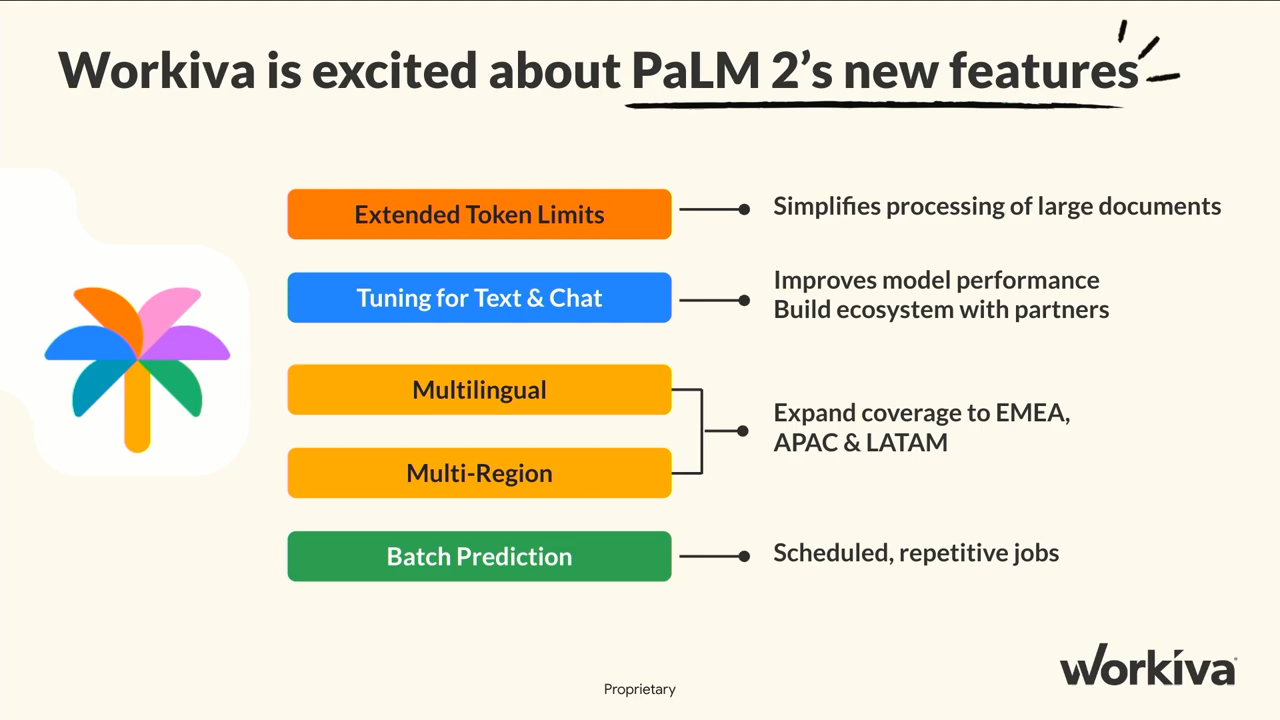 Workiva is excited about PaLM 2’s new features
Extended Token Limits
Simplifies processing of large documents
Tuning for Text & Chat
Improves model performance
Build ecosystem with partners
Multilingual
Multi-Region
Expand coverage to EMEA,
APAC & LATAM
Batch Prediction
Scheduled, repetitive jobs
workiva
Proprietary